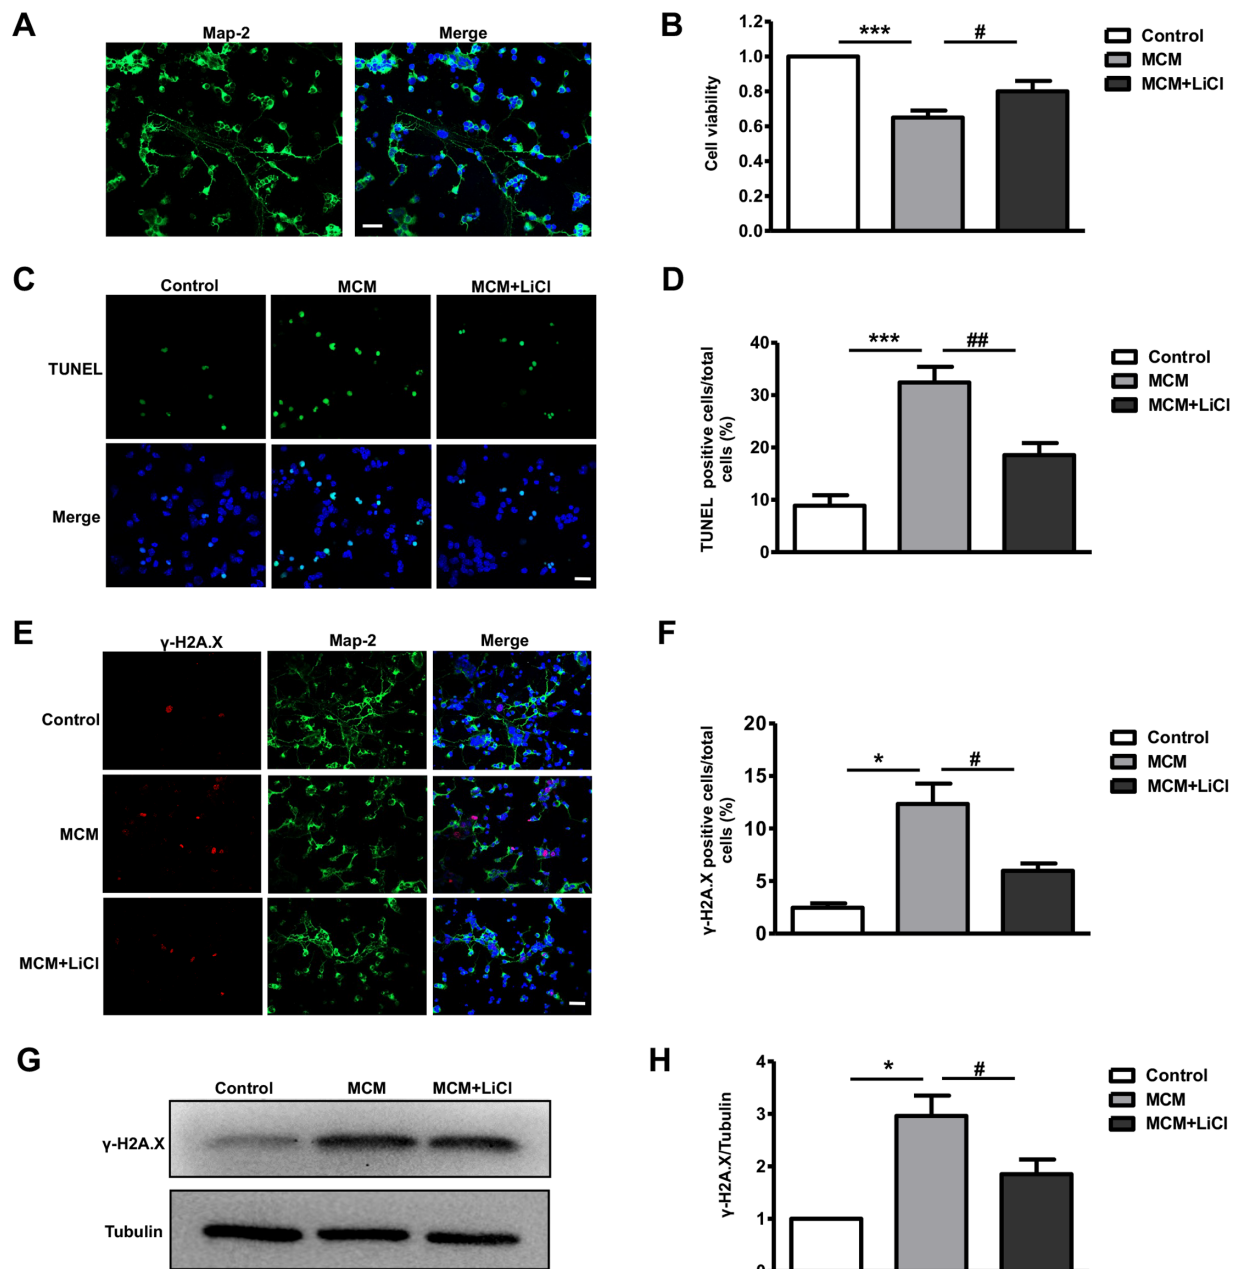 A
Map-2 Merge
B
1.2
1.0
0.8
0.6
0.4
0.2
0.0
Cell viability
*** #
Control
MCM
MCM+LiCl
C
Control MCM MCM+LiCl
TUNEL
Merge
D
40
30
20
10
0
TUNEL positive cells/total
cells (%)
*** ##
Control
MCM
MCM+LiCl
E
γ-H2A.X Map-2 Merge
Control
MCM
MCM+LiCl
F
20
15
10
5
0
γ-H2A.X positive cells/total
cells (%)
* #
Control
MCM
MCM+LiCl
G
Control MCM MCM+LiCl
γ-H2A.X
Tubulin
H
4
3
2
1
0
γ-H2A.X/Tubulin
* #
Control
MCM
MCM+LiCl